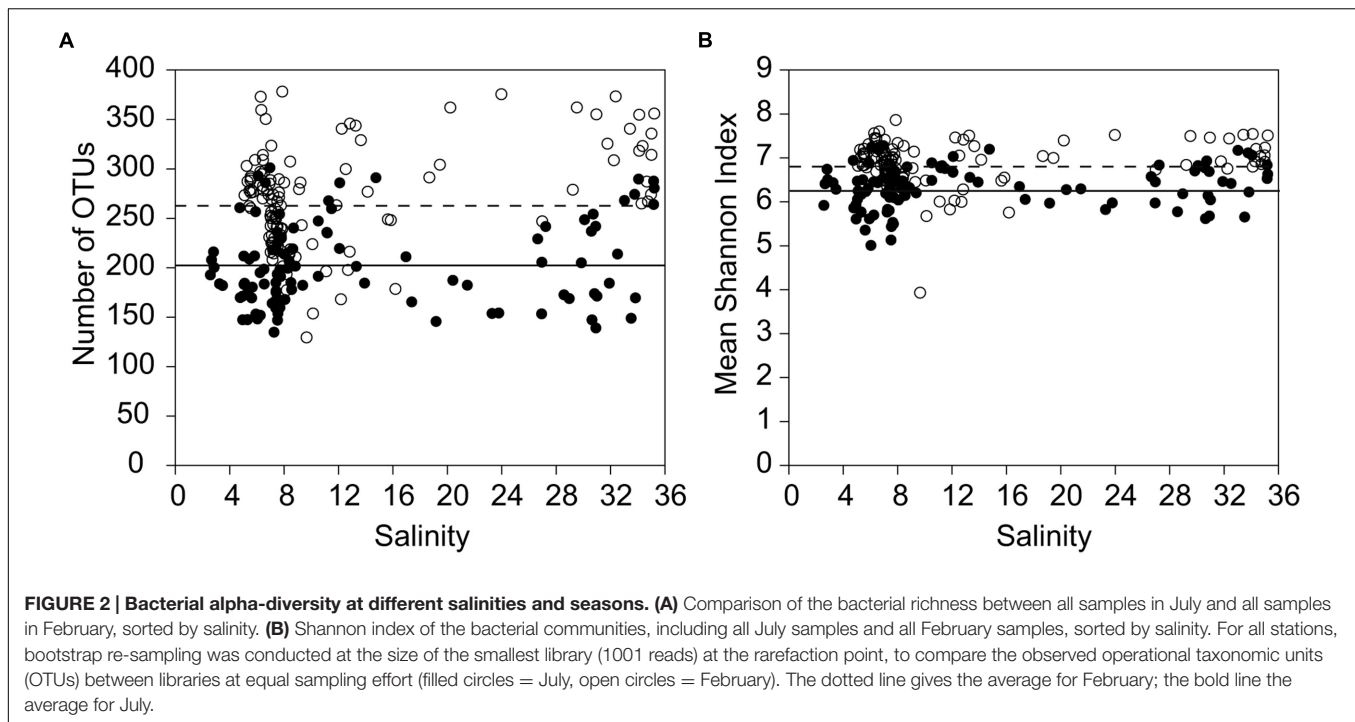 A
B
400
350
300
250
200
150
100
50
0
Number of OTUs
0 4 8 12 16 20 24 28 32 36
Salinity
9
8
7
6
5
4
3
2
1
0
Mean Shannon Index
0 4 8 12 16 20 24 28 32 36
Salinity
FIGURE 2 | Bacterial alpha-diversity at different salinities and seasons. (A) Comparison of the bacterial richness between all samples in July and all samples
in February, sorted by salinity. (B) Shannon index of the bacterial communities, including all July samples and all February samples, sorted by salinity. For all stations,
bootstrap re-sampling was conducted at the size of the smallest library (1001 reads) at the rarefaction point, to compare the observed operational taxonomic units
(OTUs) between libraries at equal sampling effort (filled circles = July, open circles = February). The dotted line gives the average for February; the bold line the
average for July.